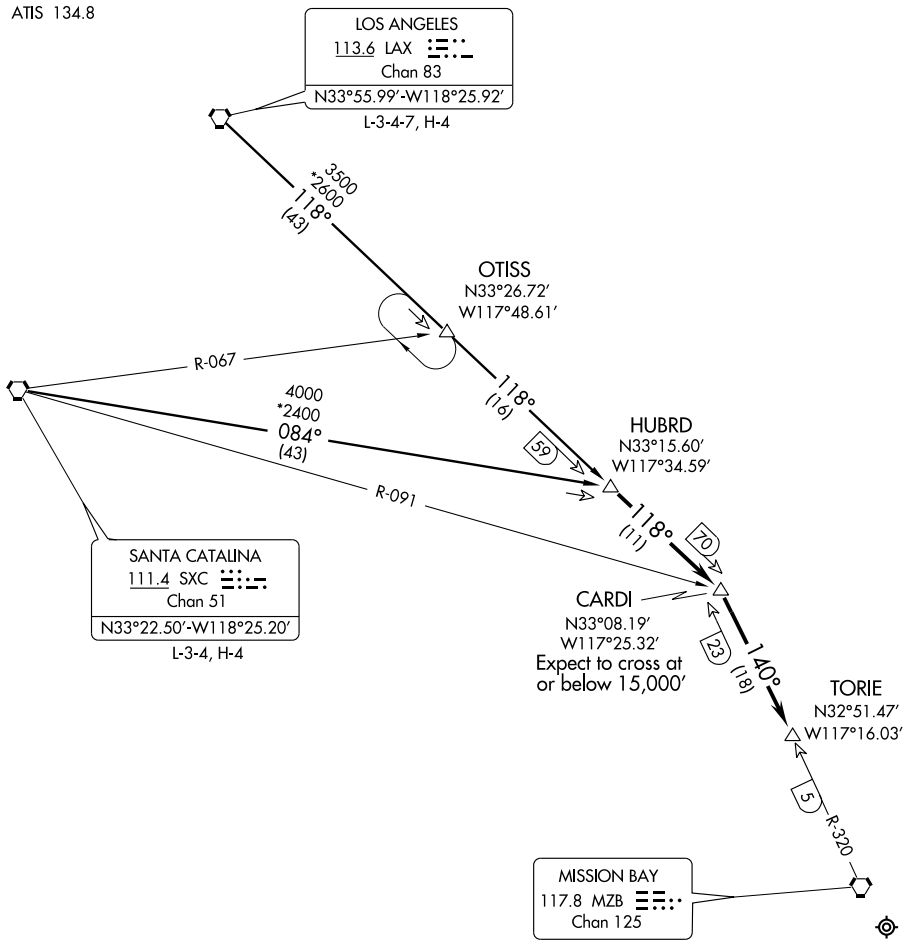 ATIS 134.8
LOS ANGELES
113.6 LAX
Chan 83
N33°55.99’-W118°25.92’
L-3-4-7, H-4
3500
*2600
118°
(43)
OTISS
N33°26.72’
W117°48.61’
R-067
118°
(16)
4000
*2400
084°
(43)
HUBRD
N33°15.60’
W117°34.59’
59
R-091
118°
(11)
70
SANTA CATALINA
111.4 SXC
Chan 51
N33°22.50’-W118°25.20’
L-3-4, H-4
CARDI
N33°08.19’
W117°25.32’
Expect to cross at
or below 15,000’
23
140°
(18)
TORIE
N32°51.47’
W117°16.03’
5
R-320
MISSION BAY
117.8 MZB
Chan 125